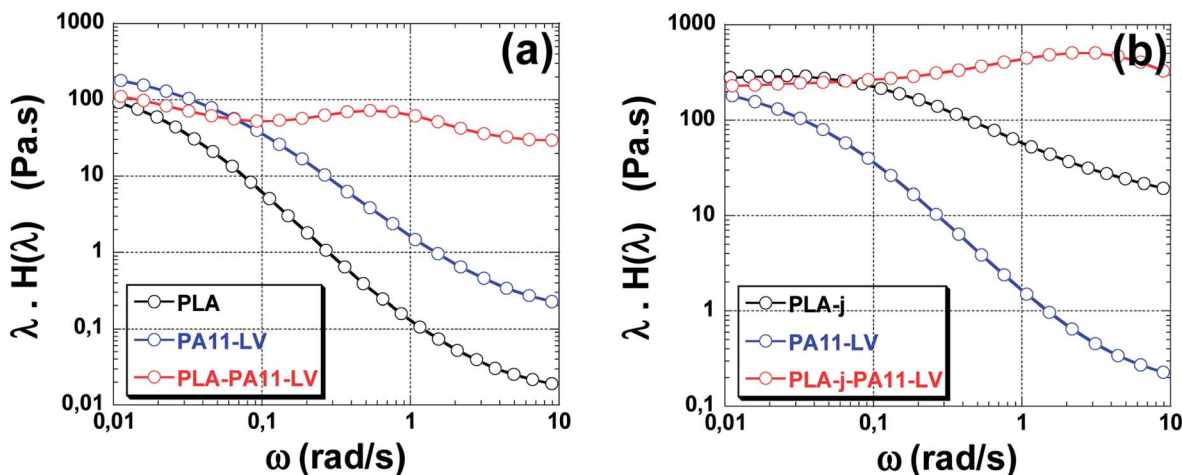 (a)
λ . H(λ) (Pa.s)
1000
100
10
1
0,1
0,01
PLA
PA11-LV
PLA-PA11-LV
0,01 0,1 1 10
ω (rad/s)
(b)
λ . H(λ) (Pa.s)
1000
100
10
1
0,1
PLA-j
PA11-LV
PLA-j-PA11-LV
0,01 0,1 1 10
ω (rad/s)